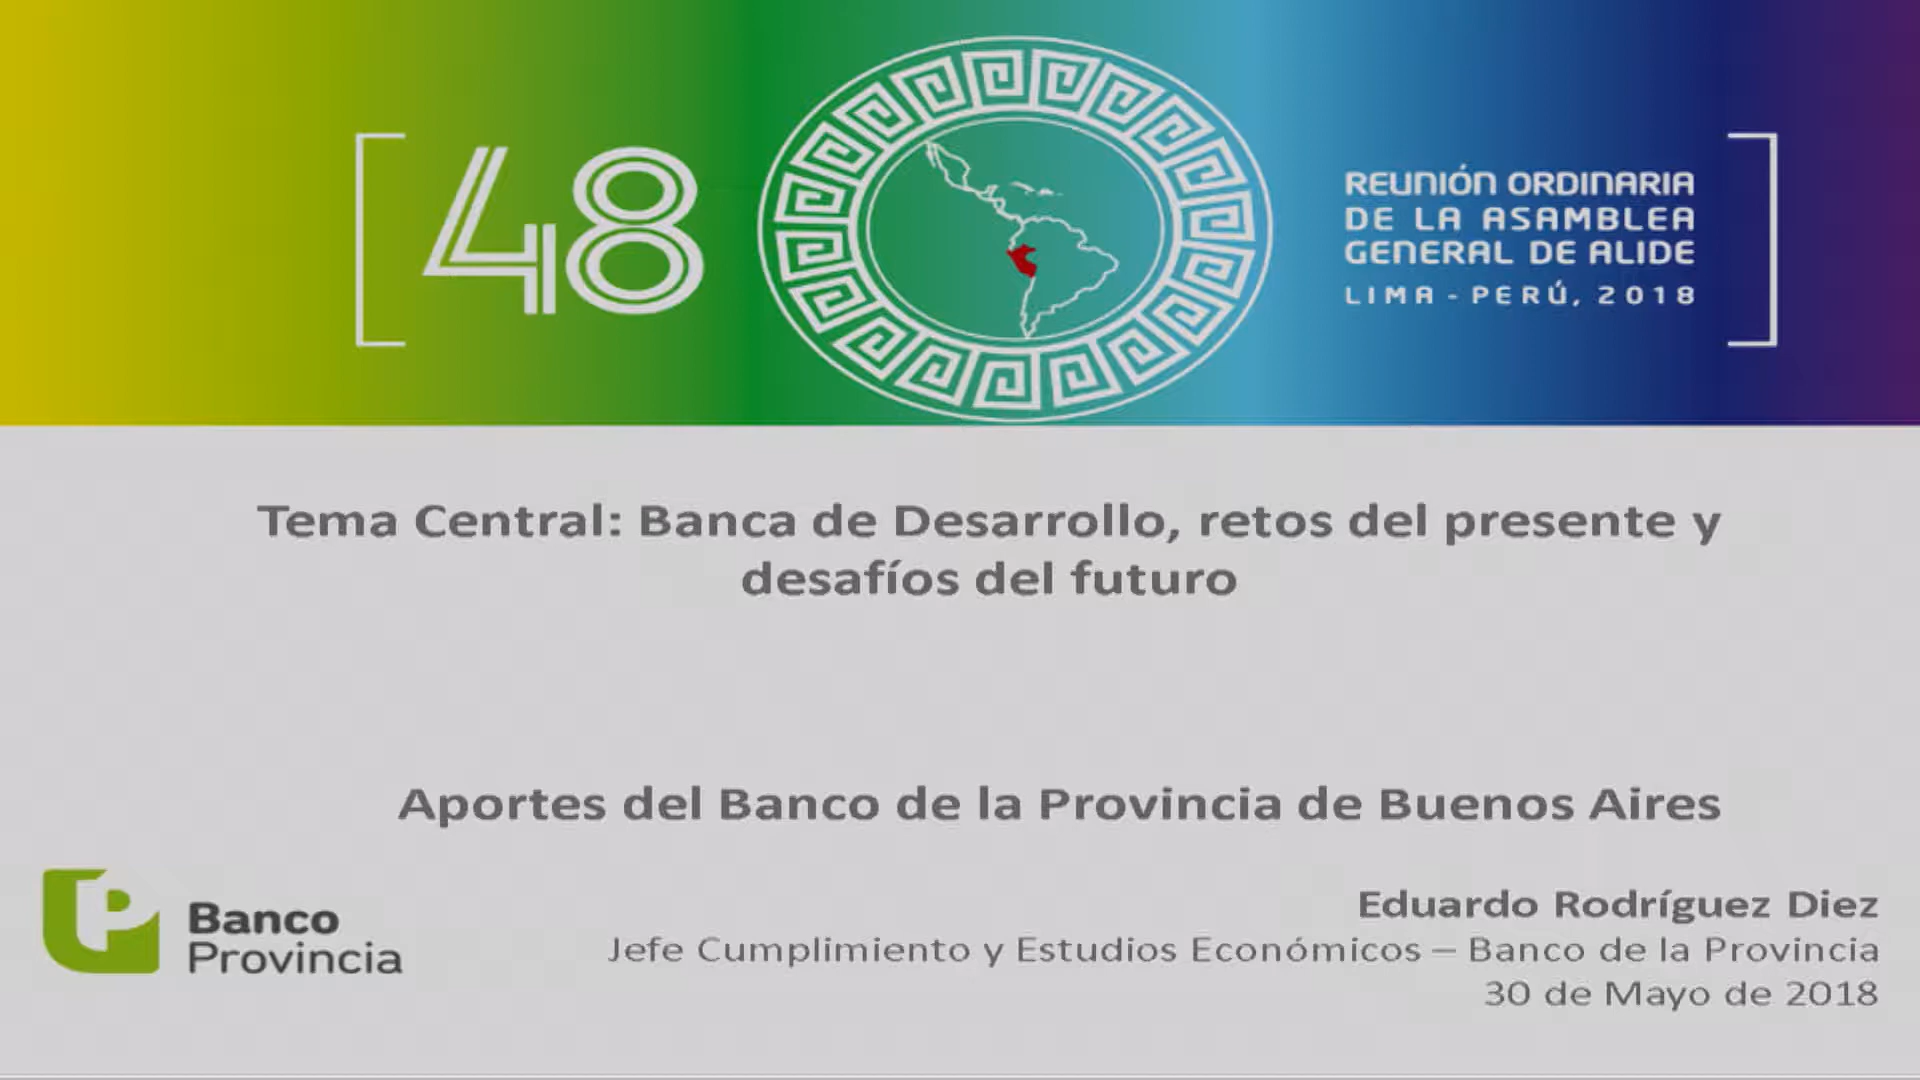 48
REUNIÓN ORDINARIA
DE LA ASAMBLEA
GENERAL DE ALIDE
LIMA - PERÚ, 2018
Tema Central: Banca de Desarrollo, retos del presente y
desafíos del futuro
Aportes del Banco de la Provincia de Buenos Aires
Banco
Provincia
Eduardo Rodríguez Diez
Jefe Cumplimiento y Estudios Económicos – Banco de la Provincia
30 de Mayo de 2018